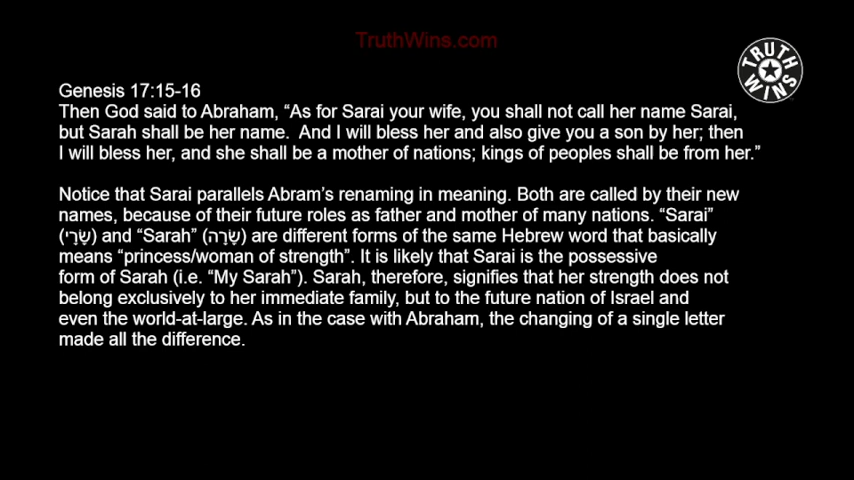 TruthWins.com
TRUTH
WINS
Genesis 17:15-16
Then God said to Abraham, “As for Sarai your wife, you shall not call her name Sarai,
but Sarah shall be her name.  And I will bless her and also give you a son by her; then
I will bless her, and she shall be a mother of nations; kings of peoples shall be from her.”
Notice that Sarai parallels Abram’s renaming in meaning. Both are called by their new
names, because of their future roles as father and mother of many nations. “Sarai”
(שָׂרָי) and “Sarah” (שָׂרָה) are different forms of the same Hebrew word that basically
means “princess/woman of strength”. It is likely that Sarai is the possessive
form of Sarah (i.e. “My Sarah”). Sarah, therefore, signifies that her strength does not
belong exclusively to her immediate family, but to the future nation of Israel and
even the world-at-large. As in the case with Abraham, the changing of a single letter
made all the difference.